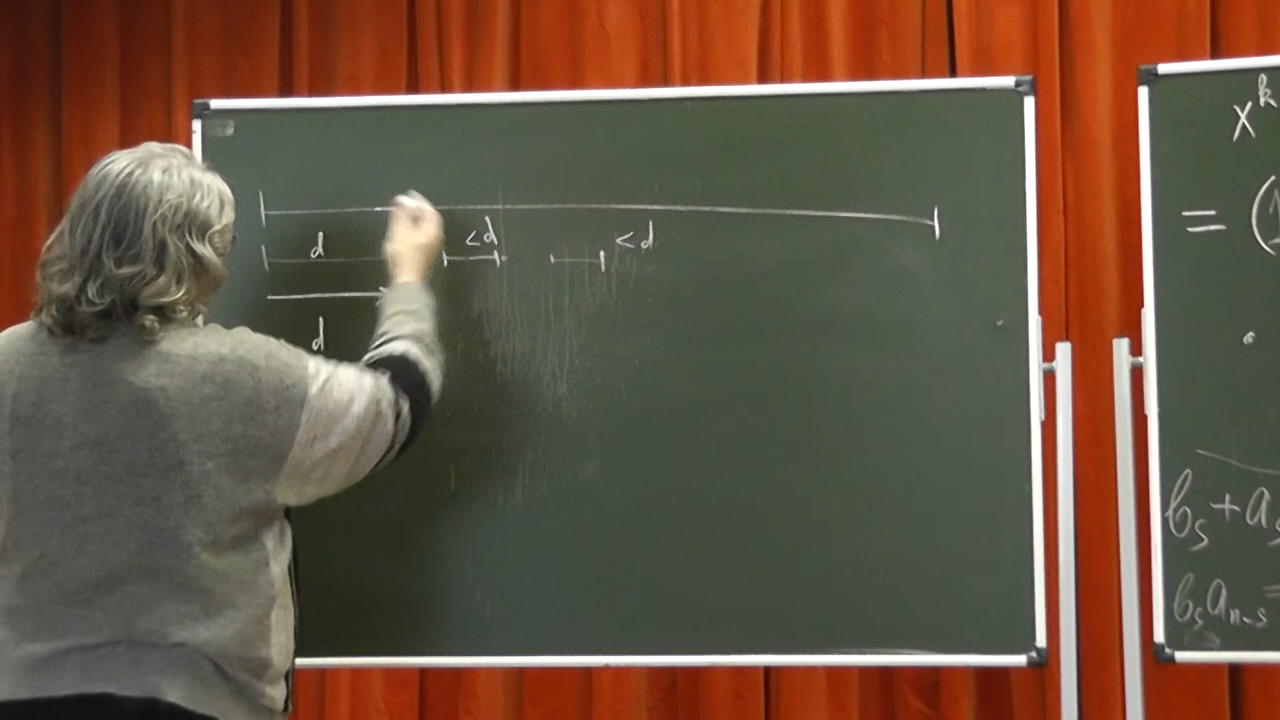 d <d <d
d
x^k
= (
b_s + a_s
b_s a_{n-s} =